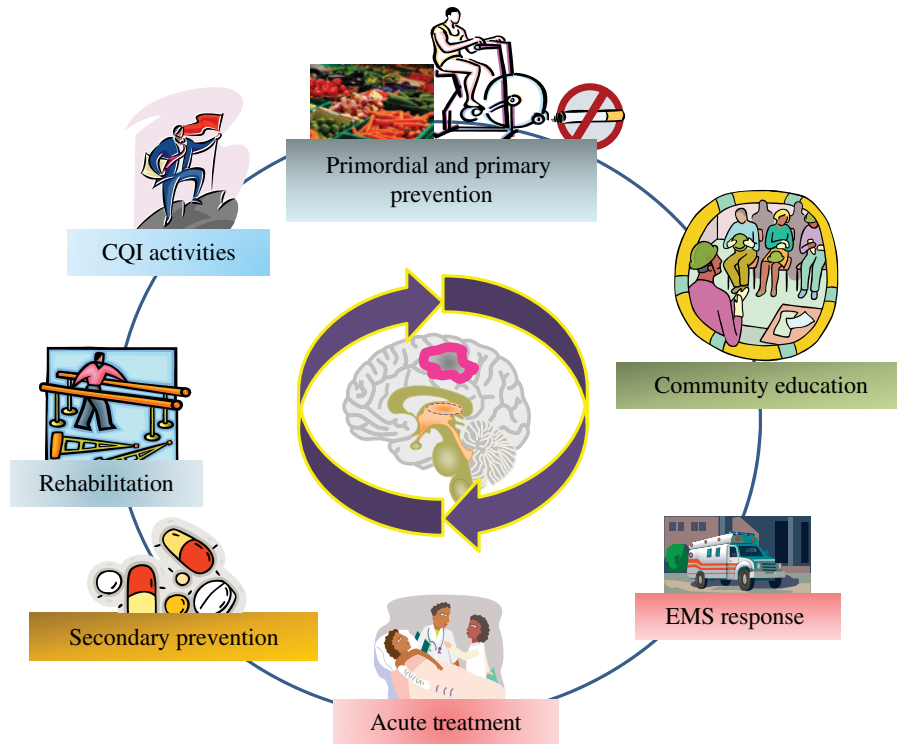 Primordial and primary
prevention
CQI activities
Community education
Rehabilitation
EMS response
Secondary prevention
Acute treatment